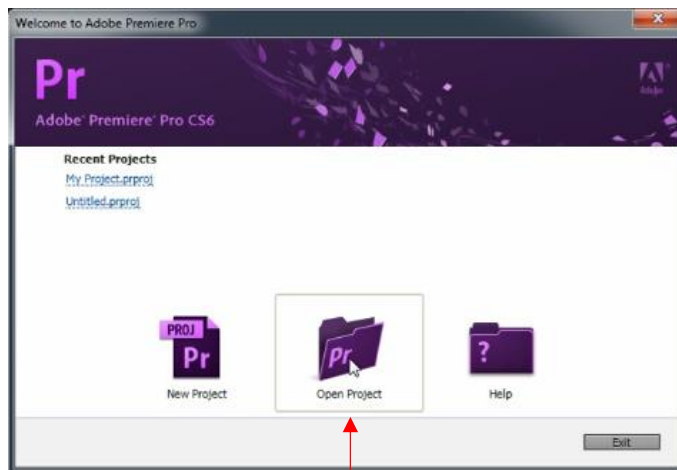 Welcome to Adobe Premiere Pro
Pr
Adobe
Adobe® Premiere® Pro CS6
Recent Projects
My Project.prproj
Untitled.prproj
PROJ
Pr
Pr
?
New Project
Open Project
Help
Exit